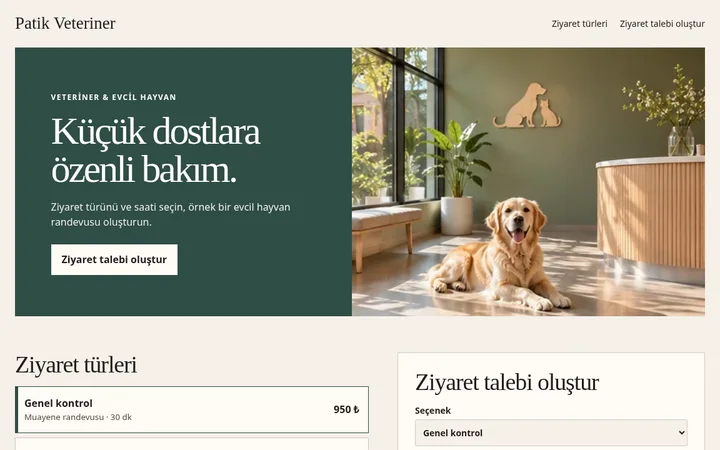 Patik Veteriner
Ziyaret türleri
Ziyaret talebi oluştur
VETERİNER & EVCİL HAYVAN
Küçük dostlara
özenli bakım.
Ziyaret türünü ve saati seçin, örnek bir evcil hayvan
randevusu oluşturun.
Ziyaret talebi oluştur
Ziyaret türleri
Genel kontrol
Muayene randevusu · 30 dk
950 ₺
Ziyaret talebi oluştur
Seçenek
Genel kontrol